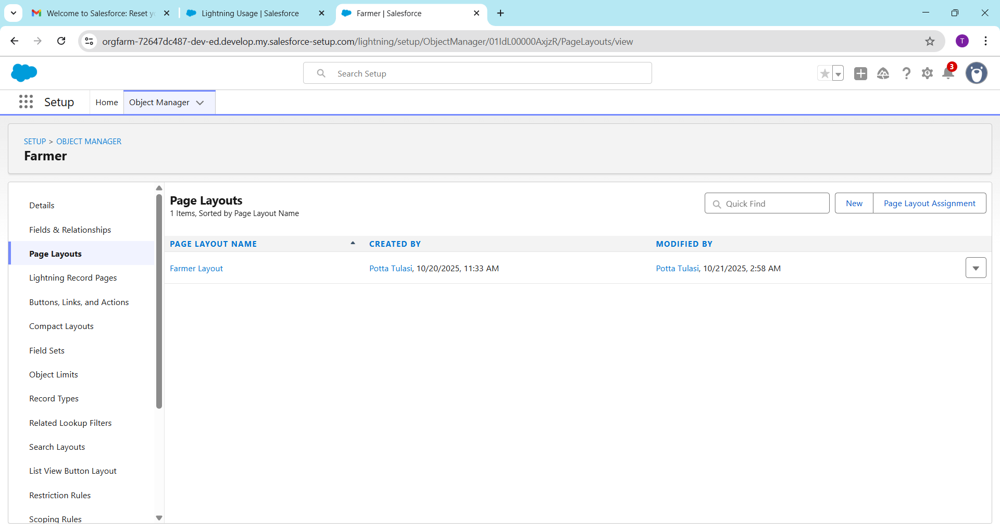 Welcome to Salesforce: Reset yo
Lightning Usage | Salesforce
Farmer | Salesforce
orgfarm-72647dc487-dev-ed.develop.my.salesforce-setup.com/lightning/setup/ObjectManager/01IdL00000AxjzR/PageLayouts/view
T
Search Setup
3
Setup
Home
Object Manager
SETUP > OBJECT MANAGER
Farmer
Details
Fields & Relationships
Page Layouts
Lightning Record Pages
Buttons, Links, and Actions
Compact Layouts
Field Sets
Object Limits
Record Types
Related Lookup Filters
Search Layouts
List View Button Layout
Restriction Rules
Scoping Rules
Page Layouts
1 Items, Sorted by Page Layout Name
Quick Find
New
Page Layout Assignment
PAGE LAYOUT NAME CREATED BY MODIFIED BY
Farmer Layout Potta Tulasi, 10/20/2025, 11:33 AM Potta Tulasi, 10/21/2025, 2:58 AM